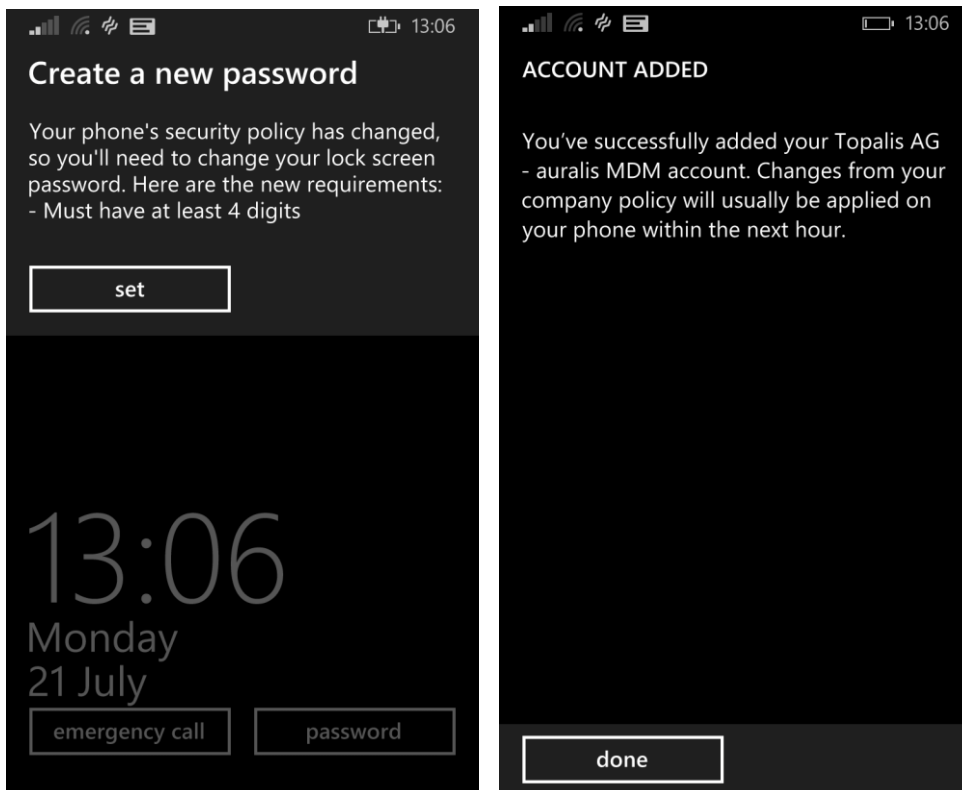 13:06
Create a new password
Your phone's security policy has changed,
so you'll need to change your lock screen
password. Here are the new requirements:
- Must have at least 4 digits
set
13:06
Monday
21 July
emergency call
password
13:06
ACCOUNT ADDED
You've successfully added your Topalis AG
- auralis MDM account. Changes from your
company policy will usually be applied on
your phone within the next hour.
done